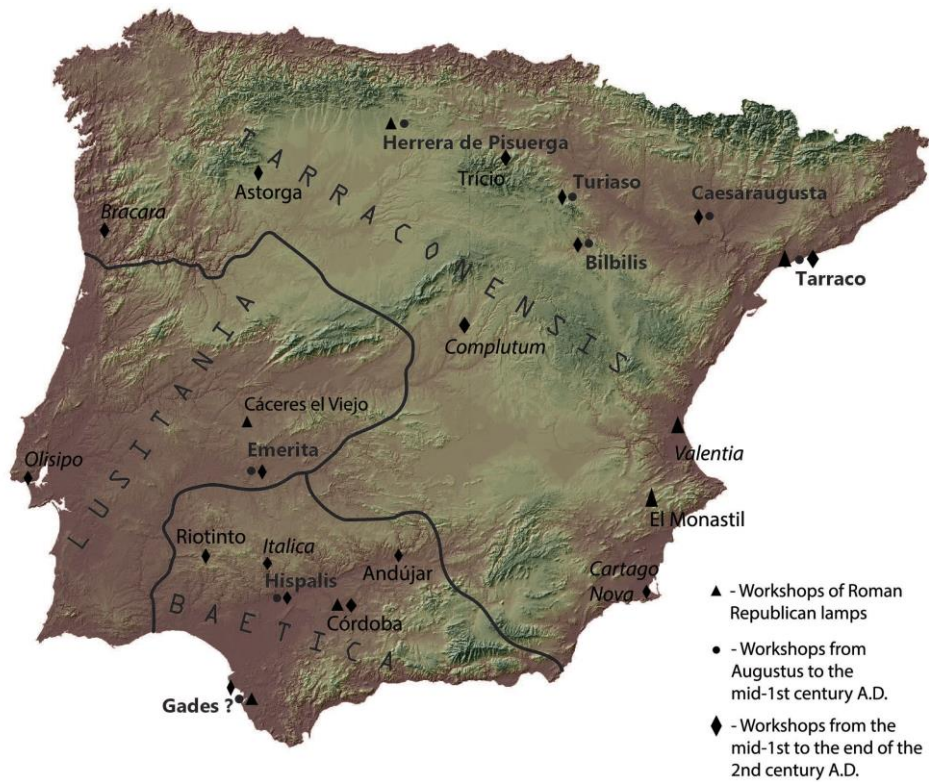 TARRACONENSIS
Herrera de Pisuerga
Tricio
Astorga
Turiaso
Caesaraugusta
Bracara
Bilbilis
Tarraco
LUSITANIA
Complutum
Cáceres el Viejo
Valentia
Emerita
Olisipo
El Monastil
Riotinto
Italica
Andújar
Cartago
Nova
Hispalis
BAETICA
Córdoba
Gades ?
- Workshops of Roman
Republican lamps
- Workshops from
Augustus to the
mid-1st century A.D.
- Workshops from the
mid-1st to the end of the
2nd century A.D.